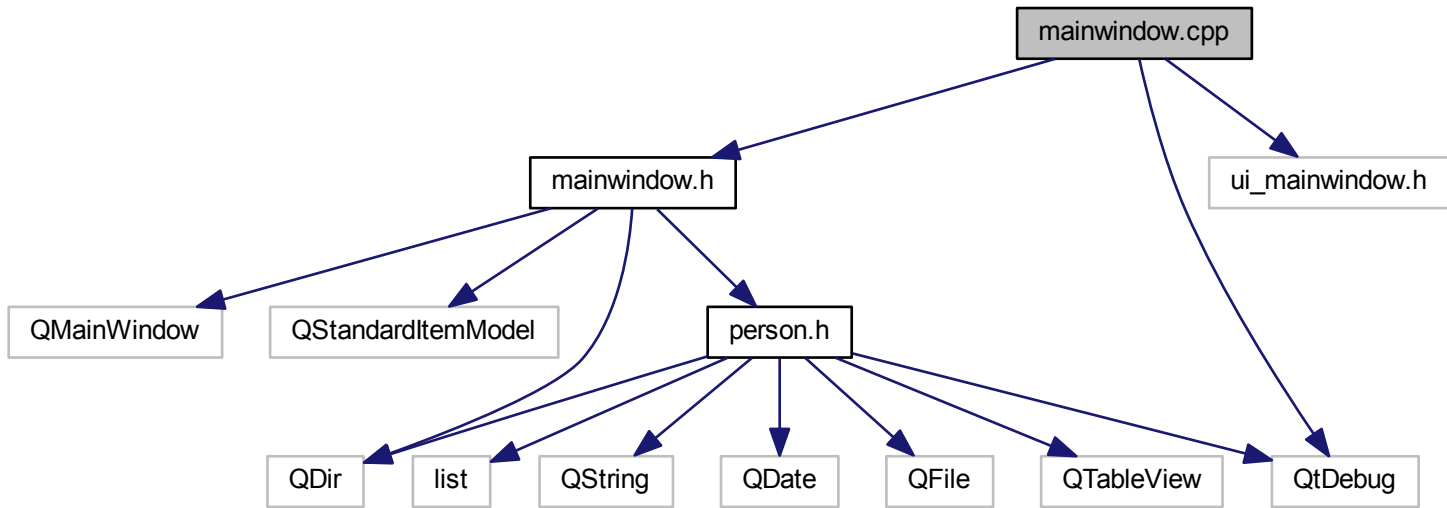 mainwindow.cpp
mainwindow.h
ui_mainwindow.h
QMainWindow
QStandardItemModel
person.h
QDir
list
QString
QDate
QFile
QTableView
QtDebug